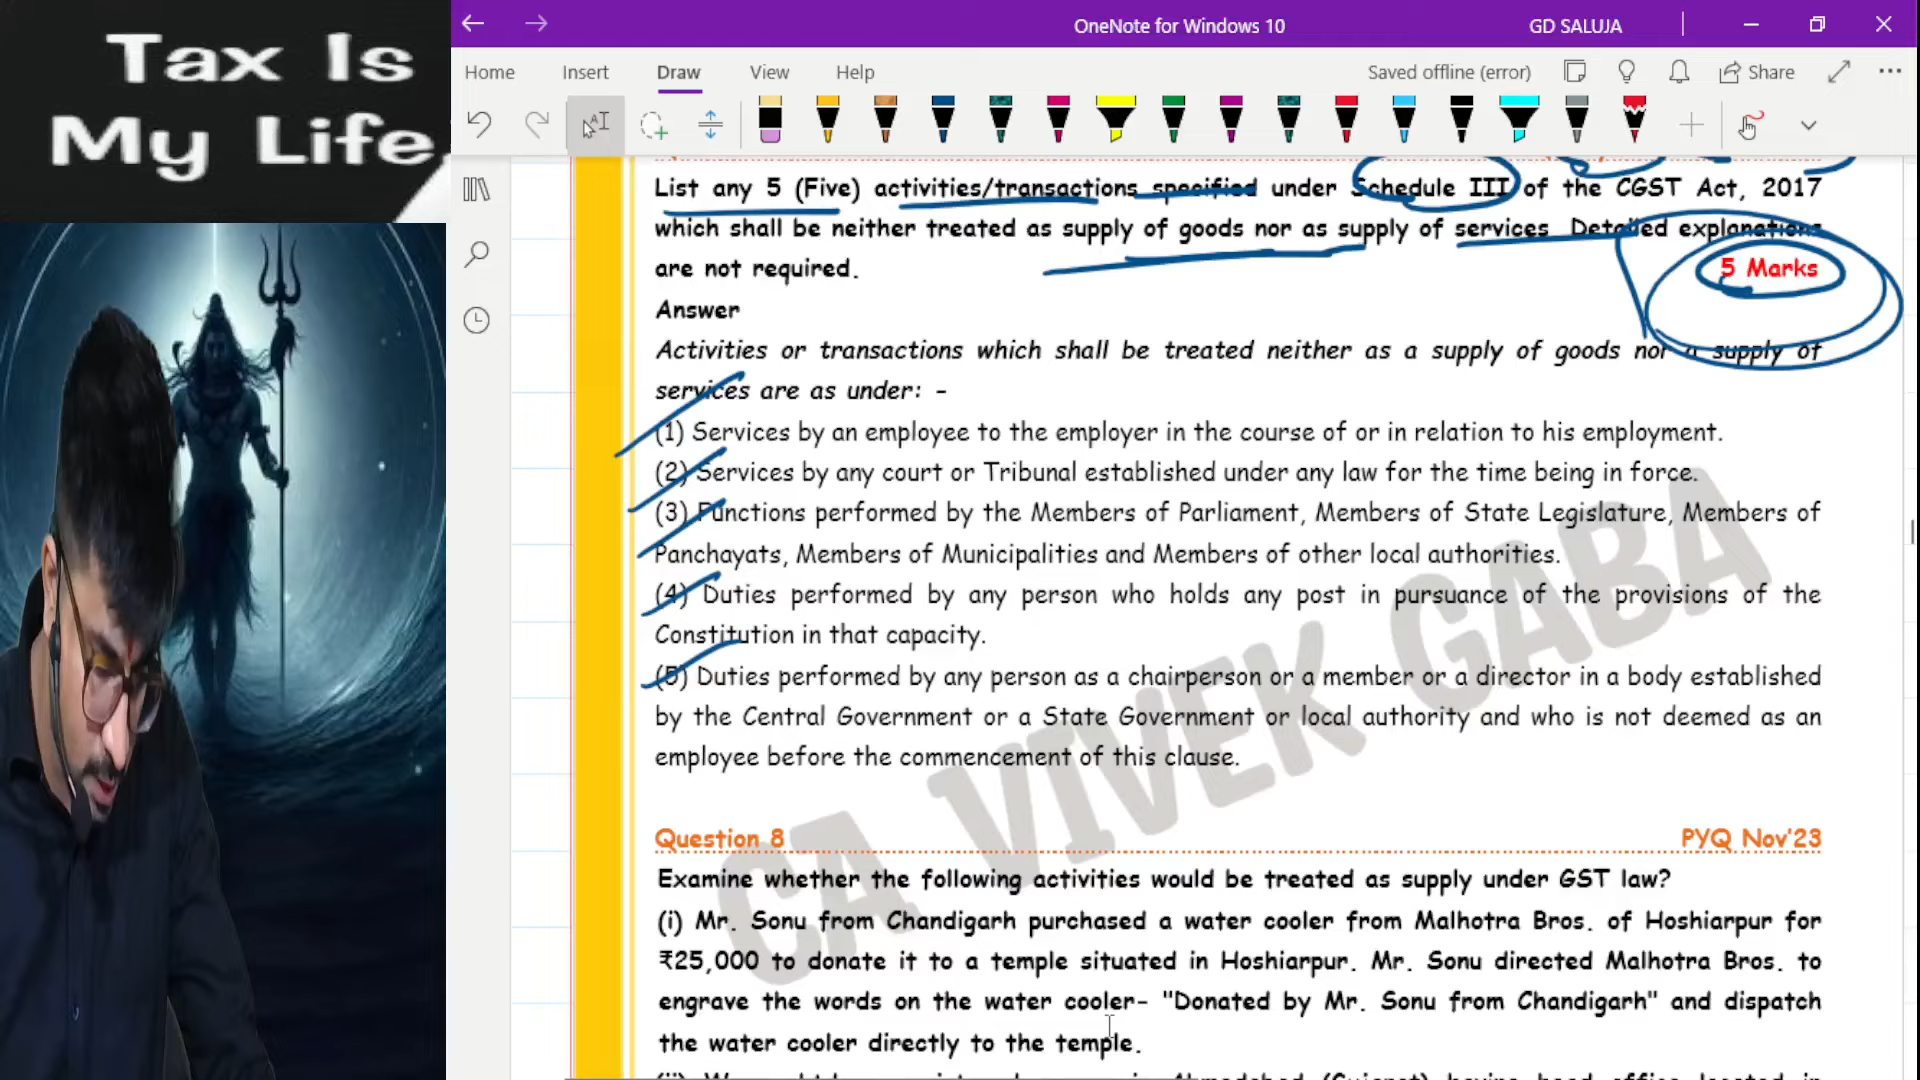 Tax Is
My Life.
OneNote for Windows 10
GD SALUJA
Home Insert Draw View Help
Saved offline (error)
Share
List any 5 (Five) activities/transactions specified under Schedule III of the CGST Act, 2017
which shall be neither treated as supply of goods nor as supply of services Detailed explanations
are not required.
5 Marks
Answer
Activities or transactions which shall be treated neither as a supply of goods nor a supply of
services are as under: -
(1) Services by an employee to the employer in the course of or in relation to his employment.
(2) Services by any court or Tribunal established under any law for the time being in force.
(3) Functions performed by the Members of Parliament, Members of State Legislature, Members of
Panchayats, Members of Municipalities and Members of other local authorities.
(4) Duties performed by any person who holds any post in pursuance of the provisions of the
Constitution in that capacity.
(5) Duties performed by any person as a chairperson or a member or a director in a body established
by the Central Government or a State Government or local authority and who is not deemed as an
employee before the commencement of this clause.
CA VIVEK GABA
Question 8
PYQ Nov'23
Examine whether the following activities would be treated as supply under GST law?
(i) Mr. Sonu from Chandigarh purchased a water cooler from Malhotra Bros. of Hoshiarpur for
₹25,000 to donate it to a temple situated in Hoshiarpur. Mr. Sonu directed Malhotra Bros. to
engrave the words on the water cooler- "Donated by Mr. Sonu from Chandigarh" and dispatch
the water cooler directly to the temple.